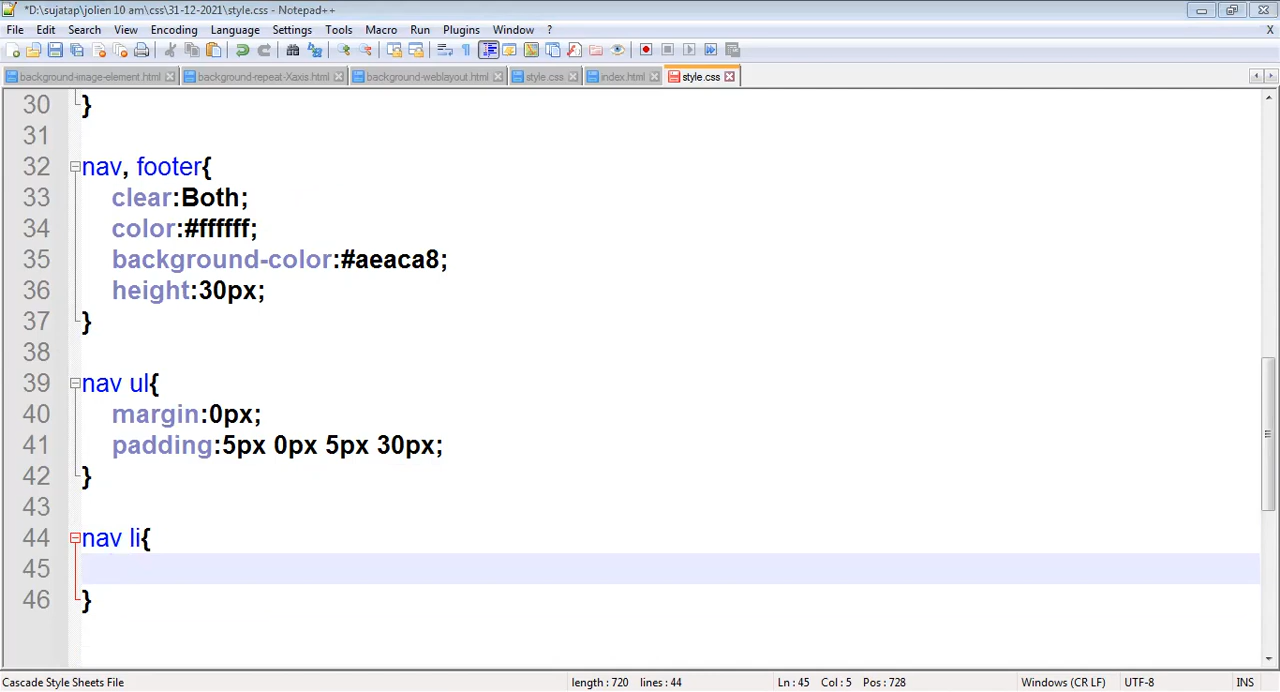 *D:\sujatap\jolien 10 am\css\31-12-2021\style.css - Notepad++
File Edit Search View Encoding Language Settings Tools Macro Run Plugins Window ? X
background-image-element.html background-repeat-Xaxis.html background-weblayout.html style.css index.html style.css
30 }
31
32 nav, footer{
33 clear:Both;
34 color:#ffffff;
35 background-color:#aeaca8;
36 height:30px;
37 }
38
39 nav ul{
40 margin:0px;
41 padding:5px 0px 5px 30px;
42 }
43
44 nav li{
45
46 }
Cascade Style Sheets File length : 720 lines : 44 Ln : 45 Col : 5 Pos : 728 Windows (CR LF) UTF-8 INS